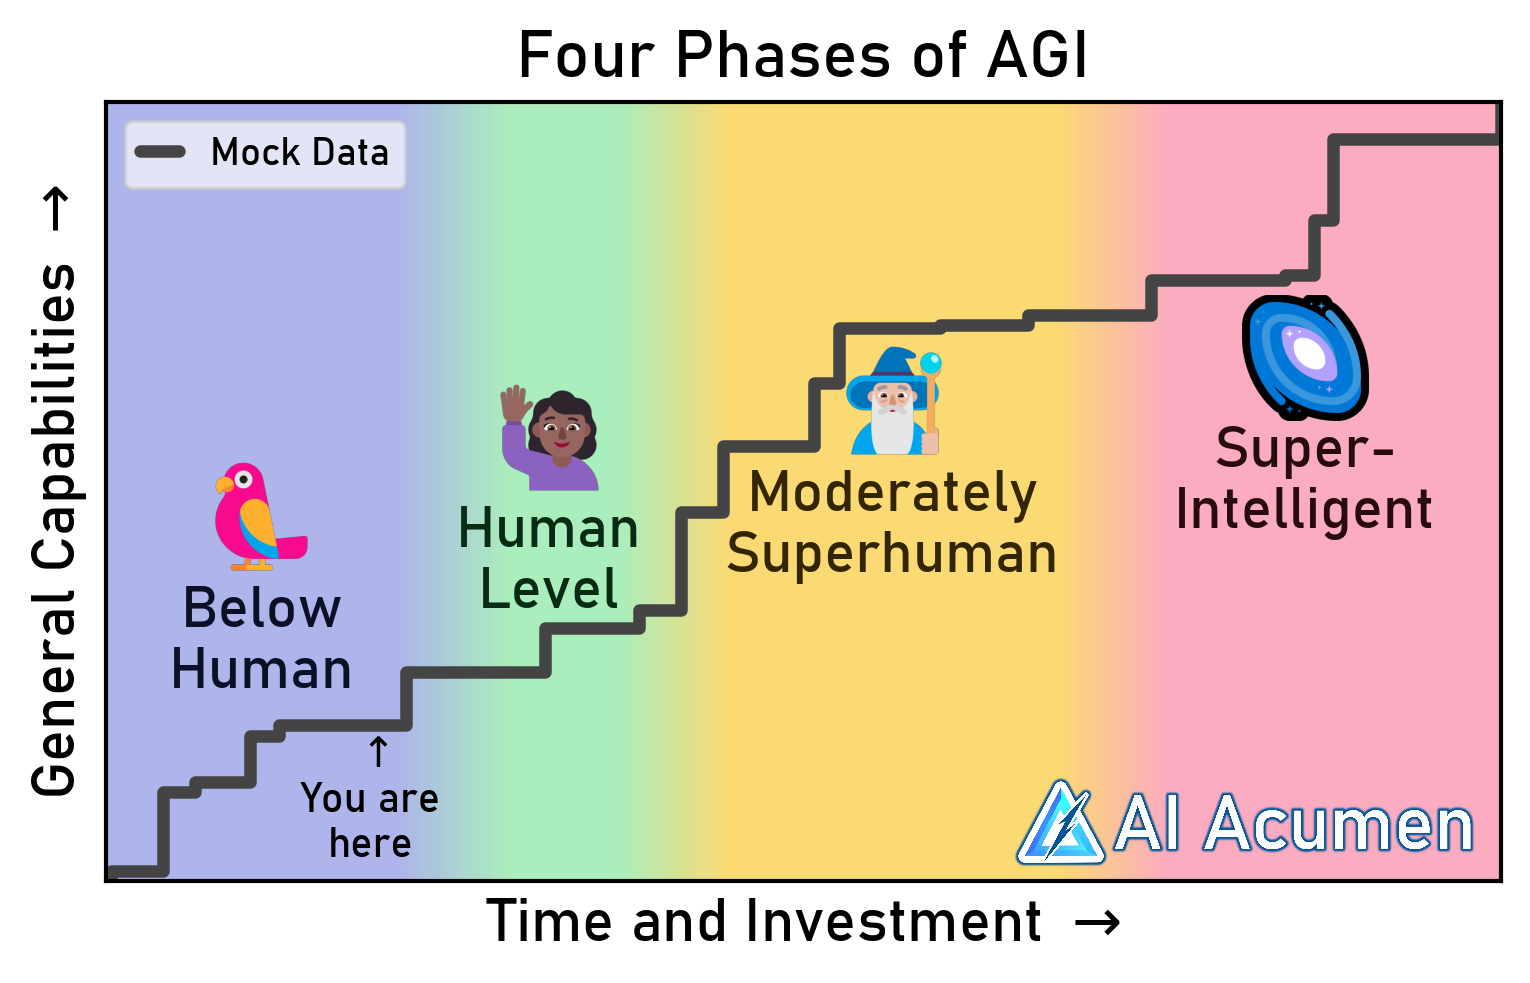 Four Phases of AGI
Mock Data
General Capabilities →
Below
Human
Human
Level
Moderately
Superhuman
Super-
Intelligent
↑
You are
here
AI Acumen
Time and Investment →